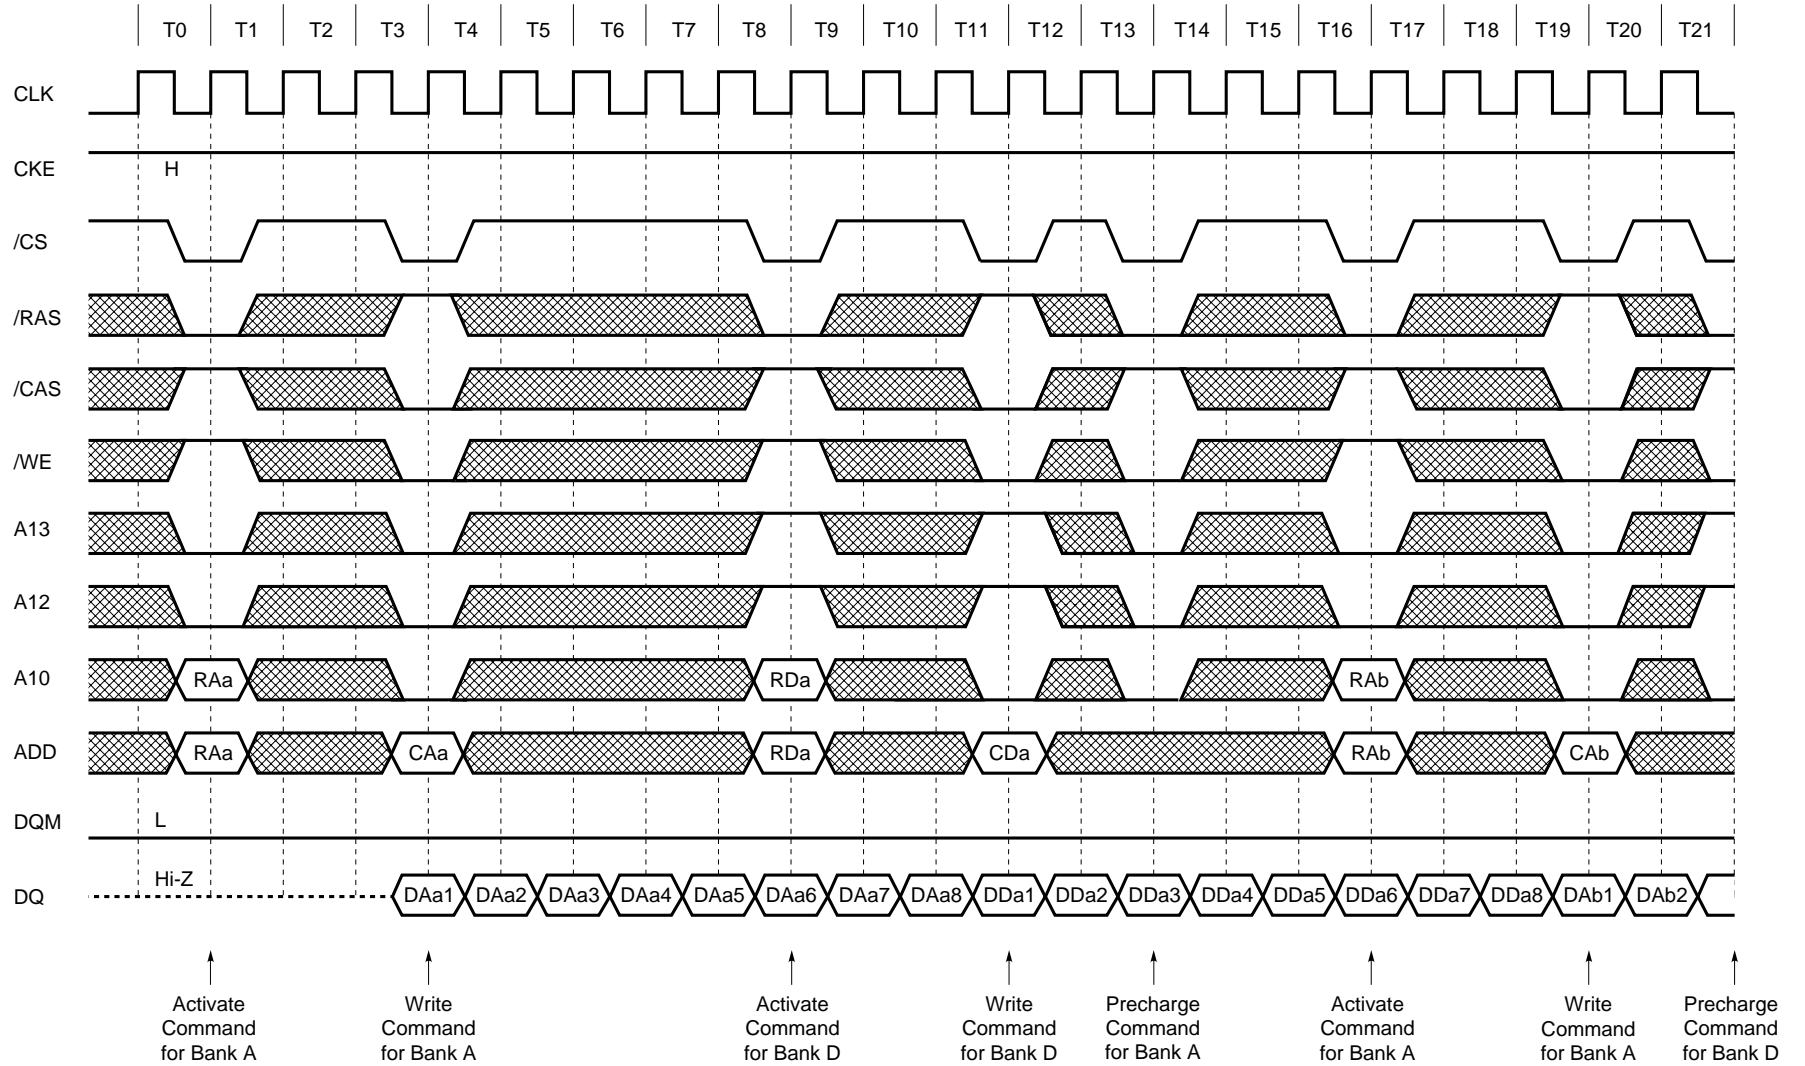 T0 T1 T2 T3 T4 T5 T6 T7 T8 T9 T10 T11 T12 T13 T14 T15 T16 T17 T18 T19 T20 T21
CLK
CKE H
/CS
/RAS
/CAS
/WE
A13
A12
A10 RAa RDa RAb
ADD RAa CAa RDa CDa RAb CAb
DQM L
Hi-Z
DQ DAa1 DAa2 DAa3 DAa4 DAa5 DAa6 DAa7 DAa8 DDa1 DDa2 DDa3 DDa4 DDa5 DDa6 DDa7 DDa8 DAb1 DAb2
Activate Write Activate Write Precharge Activate Write Precharge
Command Command Command Command Command Command Command Command
for Bank A for Bank A for Bank D for Bank D for Bank A for Bank A for Bank A for Bank D